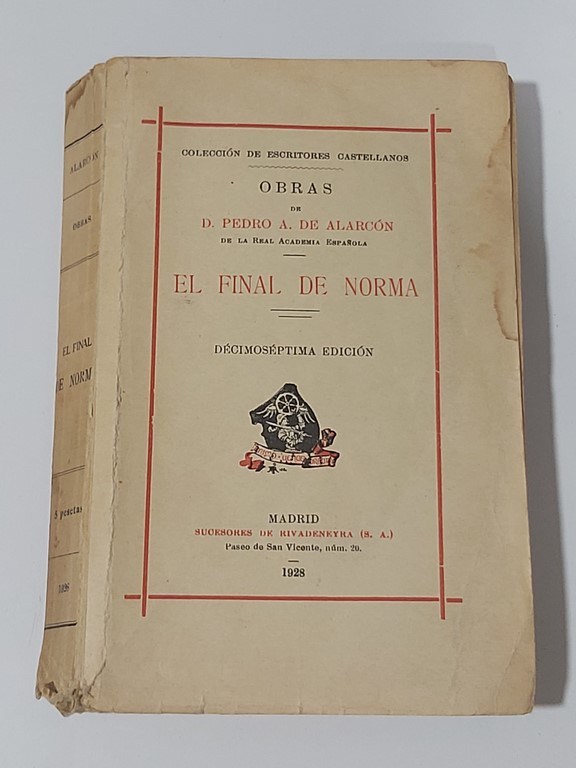 COLECCIÓN DE ESCRITORES CASTELLANOS
OBRAS
DE
D. PEDRO A. DE ALARCÓN
DE LA REAL ACADEMIA ESPAÑOLA
EL FINAL DE NORMA
DÉCIMOSÉPTIMA EDICIÓN
MADRID
SUCESORES DE RIVADENEYRA (S. A.)
Paseo de San Vicente, núm. 20.
1928
ALARCÓN
OBRAS
EL FINAL
DE NORM
5 pesetas